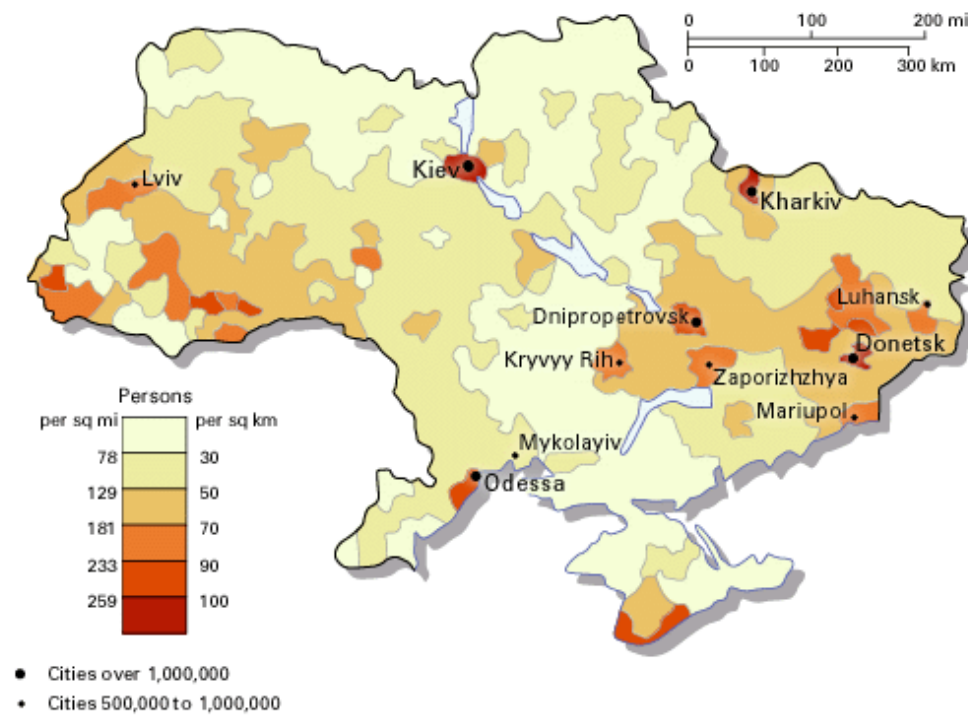 0 100 200 mi
0 100 200 300 km
Kiev
Lviv
Kharkiv
Luhansk
Dnipropetrovsk
Donetsk
Kryvyy Rih
Zaporizhzhya
Mariupol
Mykolayiv
Odessa
Persons
per sq mi per sq km
78 30
129 50
181 70
233 90
259 100
Cities over 1,000,000
Cities 500,000 to 1,000,000